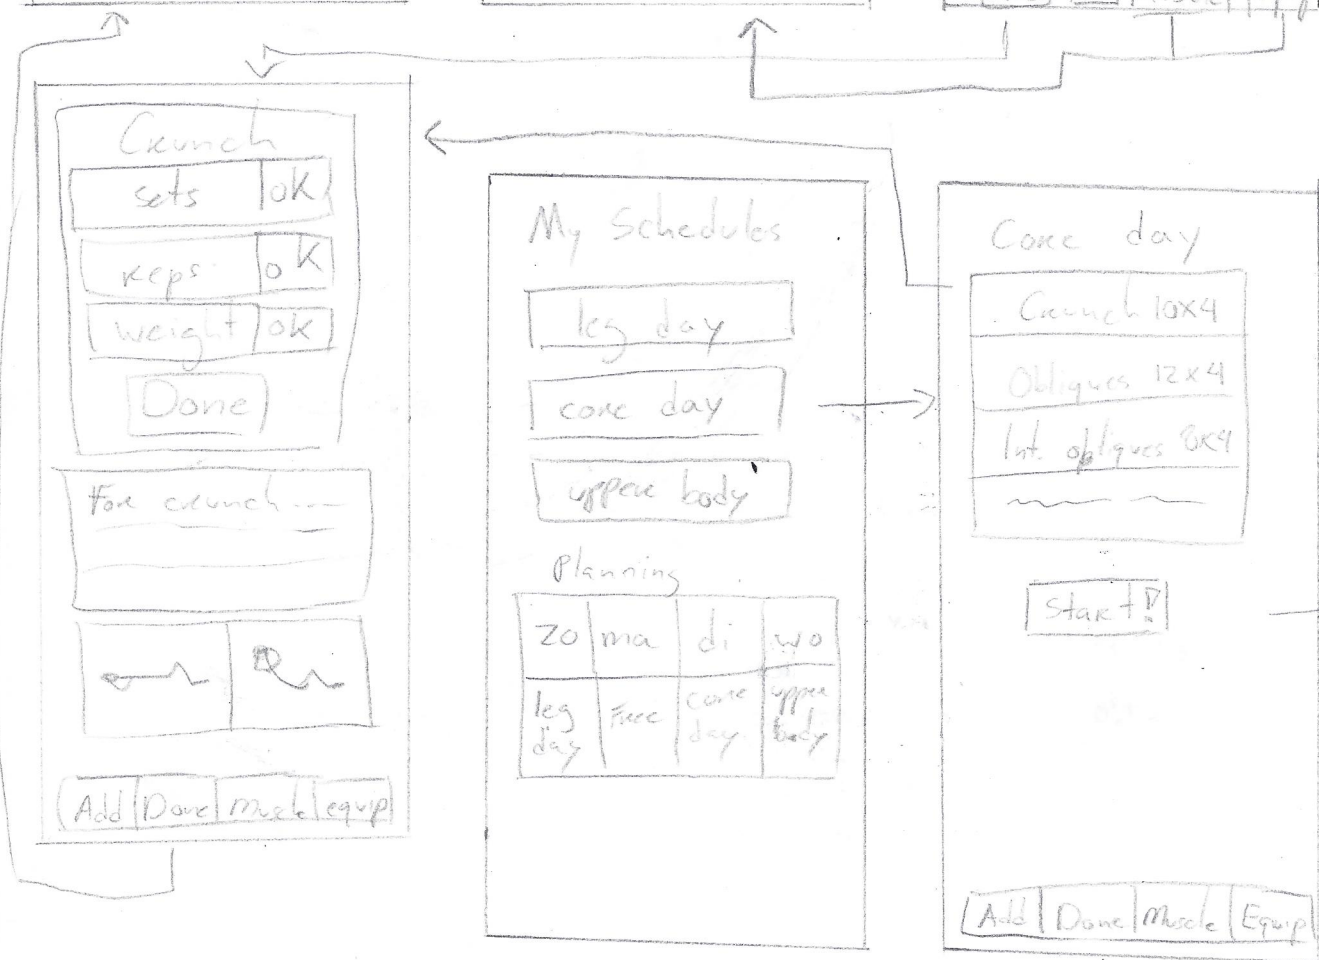 Crunch
sets ok
reps ok
weight ok
Done
For crunch
Add Done Muscle equip
My Schedules
leg day
core day
upper body
Planning
zo ma di wo
leg day Free core day upper body
Core day
Crunch 10x4
Obliques 12x4
Int. obliques 8x4
Start!
Add Done Muscle Equip